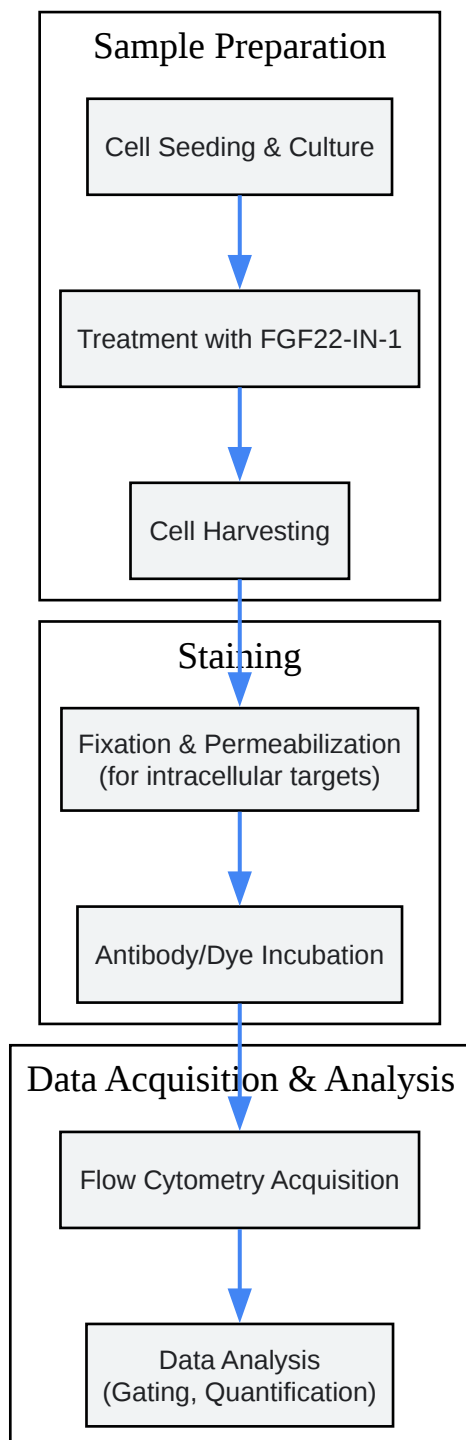 Sample Preparation
Cell Seeding & Culture
Treatment with FGF22-IN-1
Cell Harvesting
Staining
Fixation & Permeabilization
(for intracellular targets)
Antibody/Dye Incubation
Data Acquisition & Analysis
Flow Cytometry Acquisition
Data Analysis
(Gating, Quantification)